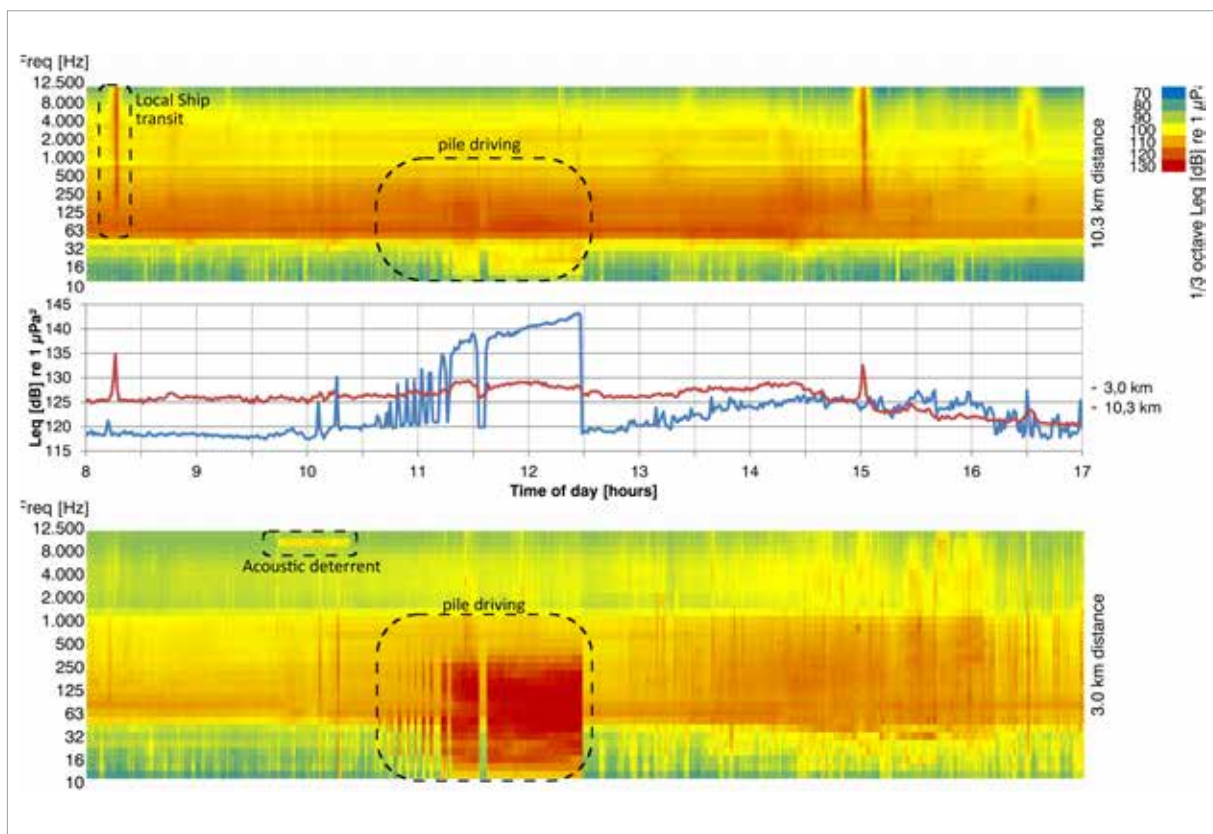 Freq [Hz]
12.500
8.000
4.000
2.000
1.000
500
250
125
63
32
16
10
Local Ship
transit
pile driving
10.3 km distance
70
80
90
100
110
120
130
1/3 octave Leq [dB] re 1 µPa²
145
140
135
130
125
120
115
Leq [dB] re 1 µPa²
- 3.0 km
- 10,3 km
8 9 10 11 12 13 14 15 16 17
Time of day [hours]
Freq [Hz]
12.500
8.000
4.000
2.000
1.000
500
250
125
63
32
16
10
Acoustic deterrent
pile driving
3.0 km distance